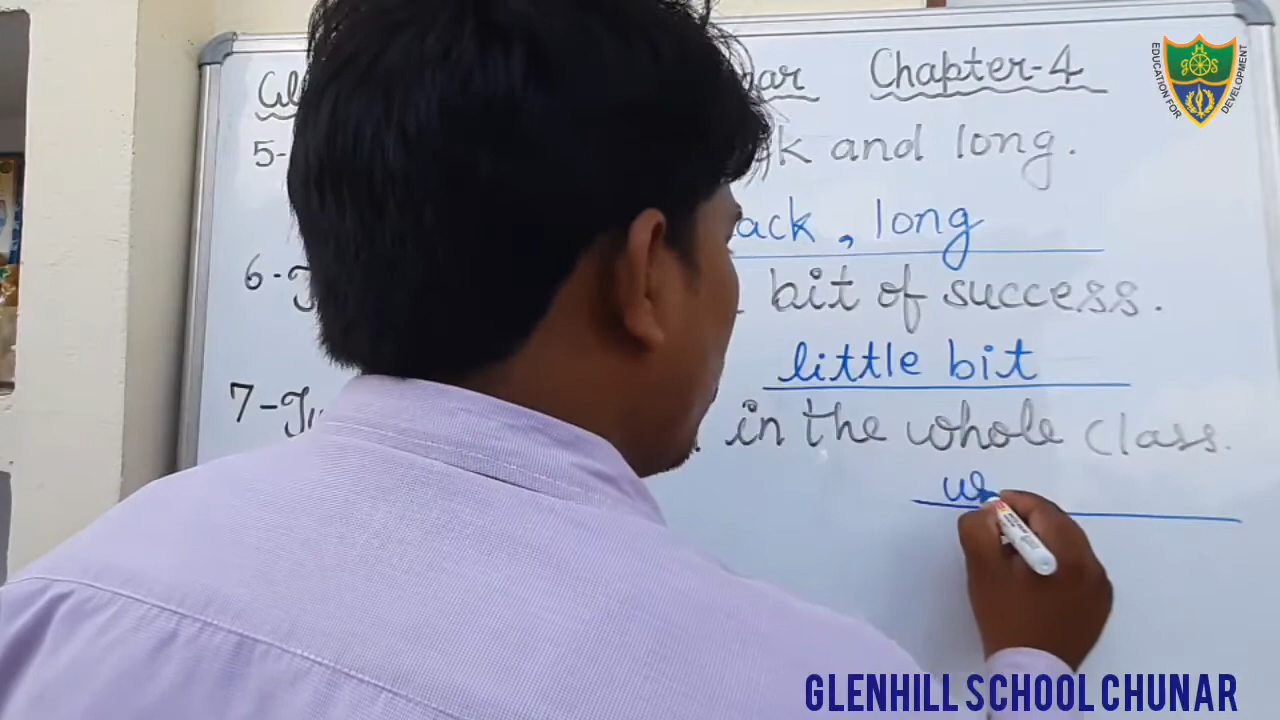 Chapter-4
5-
and long.
, long
6-
bit of success.
little bit
7-
in the whole class.
EDUCATION FOR DEVELOPMENT
GLENHILL SCHOOL CHUNAR